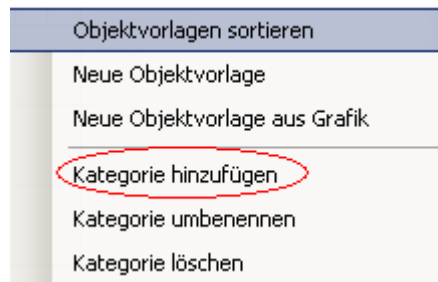 Objektvorlagen sortieren
Neue Objektvorlage
Neue Objektvorlage aus Grafik
Kategorie hinzufügen
Kategorie umbenennen
Kategorie löschen